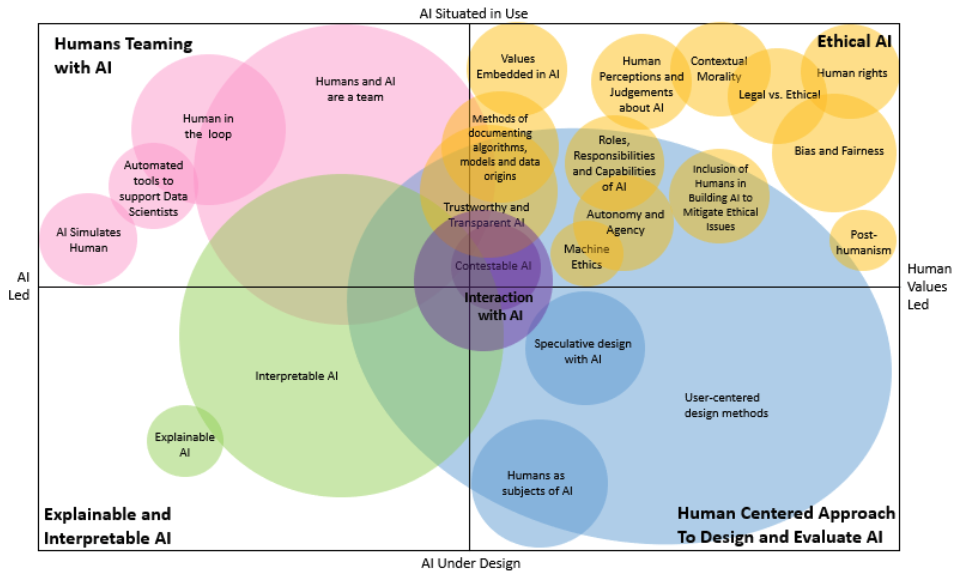 AI Situated in Use
Humans Teaming
with AI
Ethical AI
Humans and AI
are a team
Human in
the loop
Automated
tools to
support Data
Scientists
AI Simulates
Human
Values
Embedded in AI
Human
Perceptions and
Judgements
about AI
Contextual
Morality
Legal vs. Ethical
Human rights
Bias and Fairness
Methods of
documenting
algorithms,
models and data
origins
Roles,
Responsibilities
and Capabilities
of AI
Inclusion of
Humans in
Building AI to
Mitigate Ethical
Issues
Trustworthy and
Transparent AI
Autonomy and
Agency
Machine
Ethics
Post-
humanism
Contestable AI
AI
Led
Human
Values
Led
Interaction
with AI
Speculative design
with AI
Interpretable AI
User-centered
design methods
Explainable
AI
Humans as
subjects of AI
Explainable and
Interpretable AI
Human Centered Approach
To Design and Evaluate AI
AI Under Design